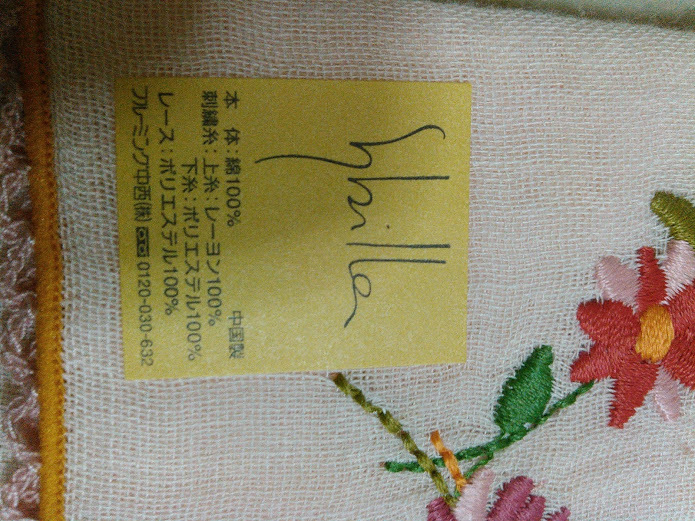 Sybilla
中国製
本　体：綿100%
刺繍糸：上糸：レーヨン100%
下糸：ポリエステル100%
レース：ポリエステル100%
ブルーミング中西(株) 0120-030-632